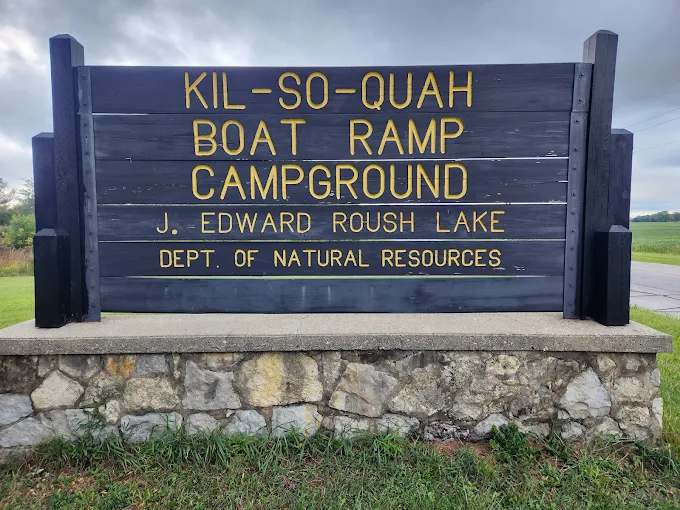 KIL-SO-QUAH
BOAT RAMP
CAMPGROUND
J. EDWARD ROUSH LAKE
DEPT. OF NATURAL RESOURCES